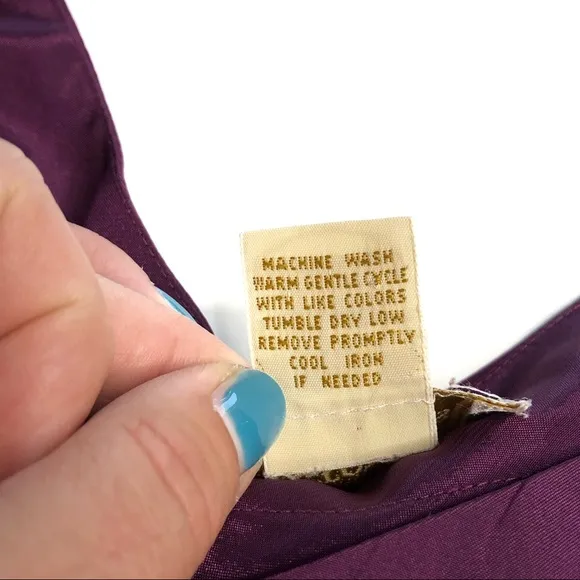 MACHINE WASH
WARM GENTLE CYCLE
WITH LIKE COLORS
TUMBLE DRY LOW
REMOVE PROMPTLY
COOL IRON
IF NEEDED